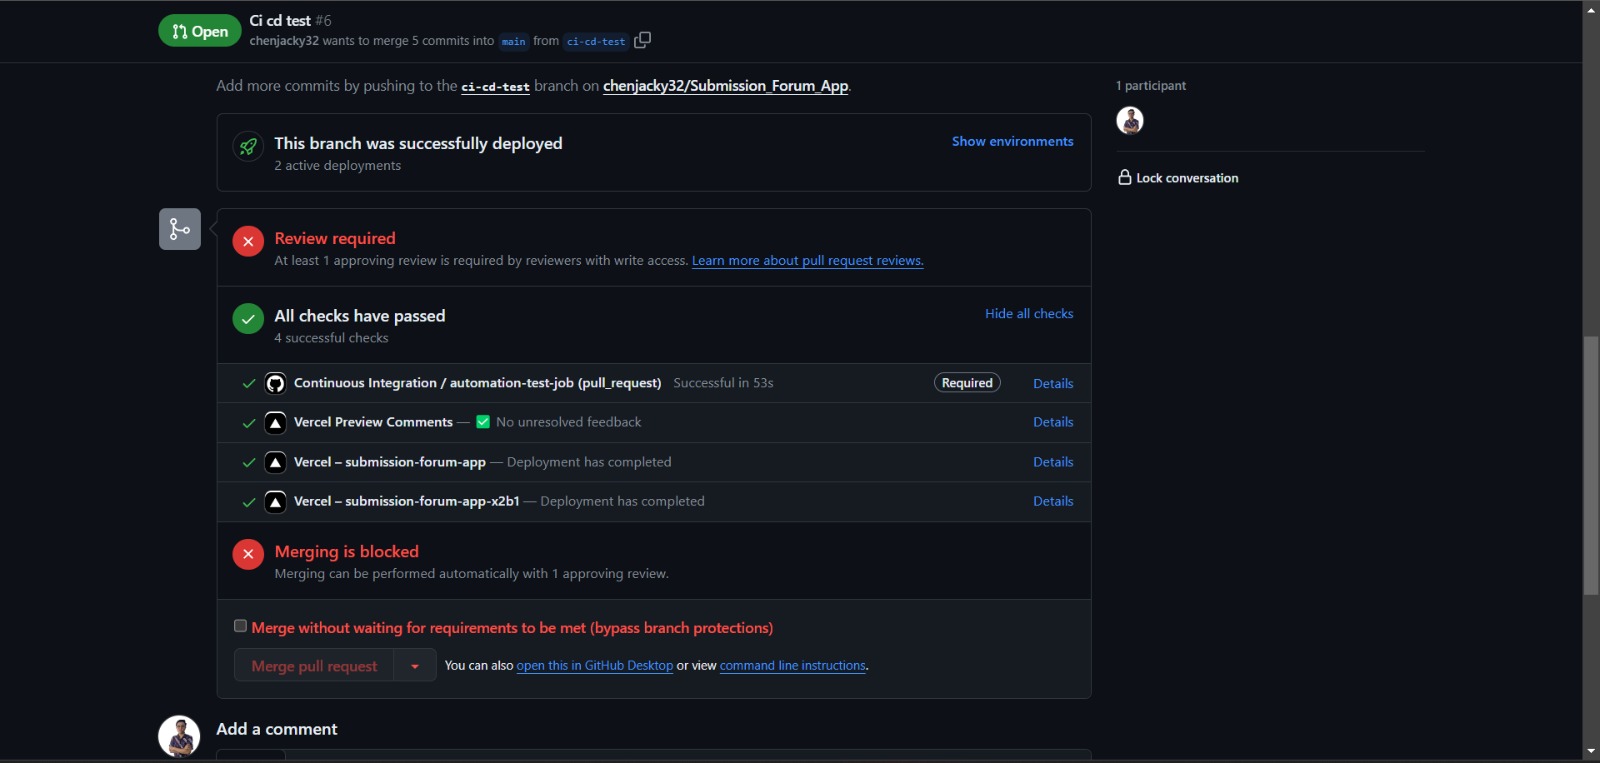 Open
Ci cd test #6
chenjacky32 wants to merge 5 commits into main from ci-cd-test
Add more commits by pushing to the ci-cd-test branch on chenjacky32/Submission_Forum_App.
1 participant
This branch was successfully deployed
Show environments
2 active deployments
Lock conversation
Review required
At least 1 approving review is required by reviewers with write access. Learn more about pull request reviews.
All checks have passed
Hide all checks
4 successful checks
Continuous Integration / automation-test-job (pull_request) Successful in 53s Required Details
Vercel Preview Comments — ✅ No unresolved feedback Details
Vercel – submission-forum-app — Deployment has completed Details
Vercel – submission-forum-app-x2b1 — Deployment has completed Details
Merging is blocked
Merging can be performed automatically with 1 approving review.
Merge without waiting for requirements to be met (bypass branch protections)
Merge pull request
You can also open this in GitHub Desktop or view command line instructions.
Add a comment